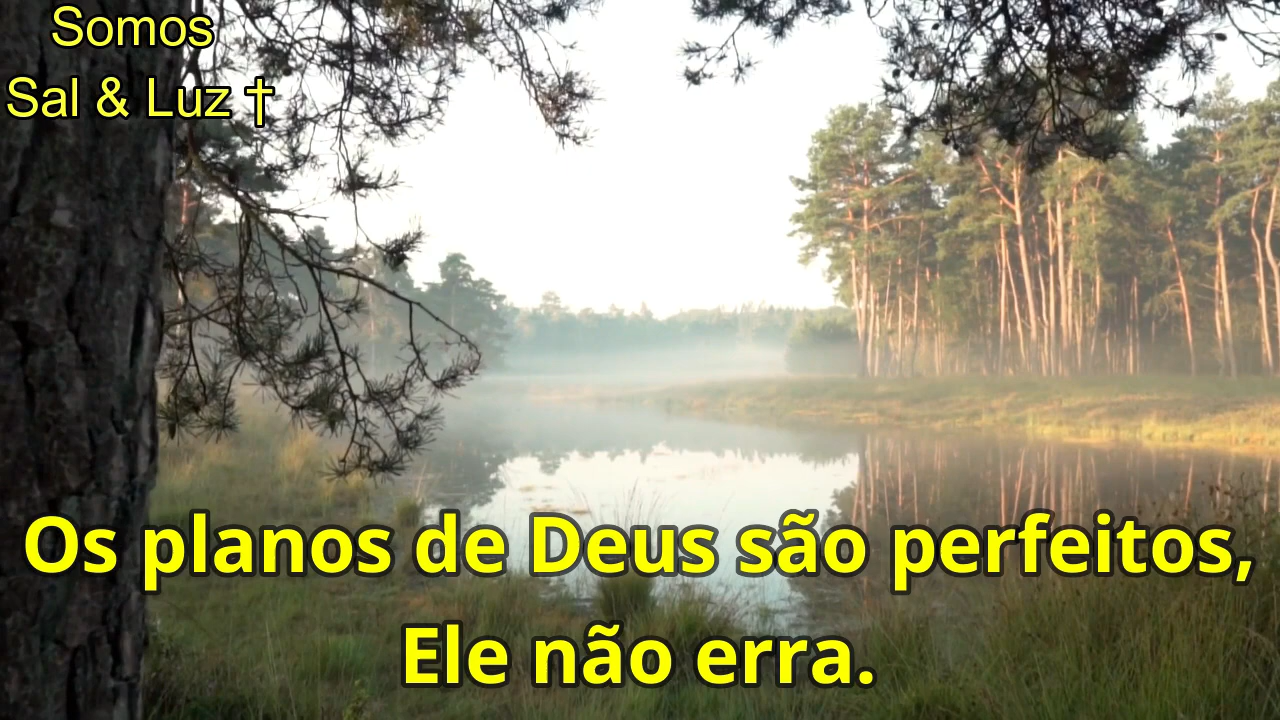 Somos
Sal & Luz †
Os planos de Deus são perfeitos,
Ele não erra.